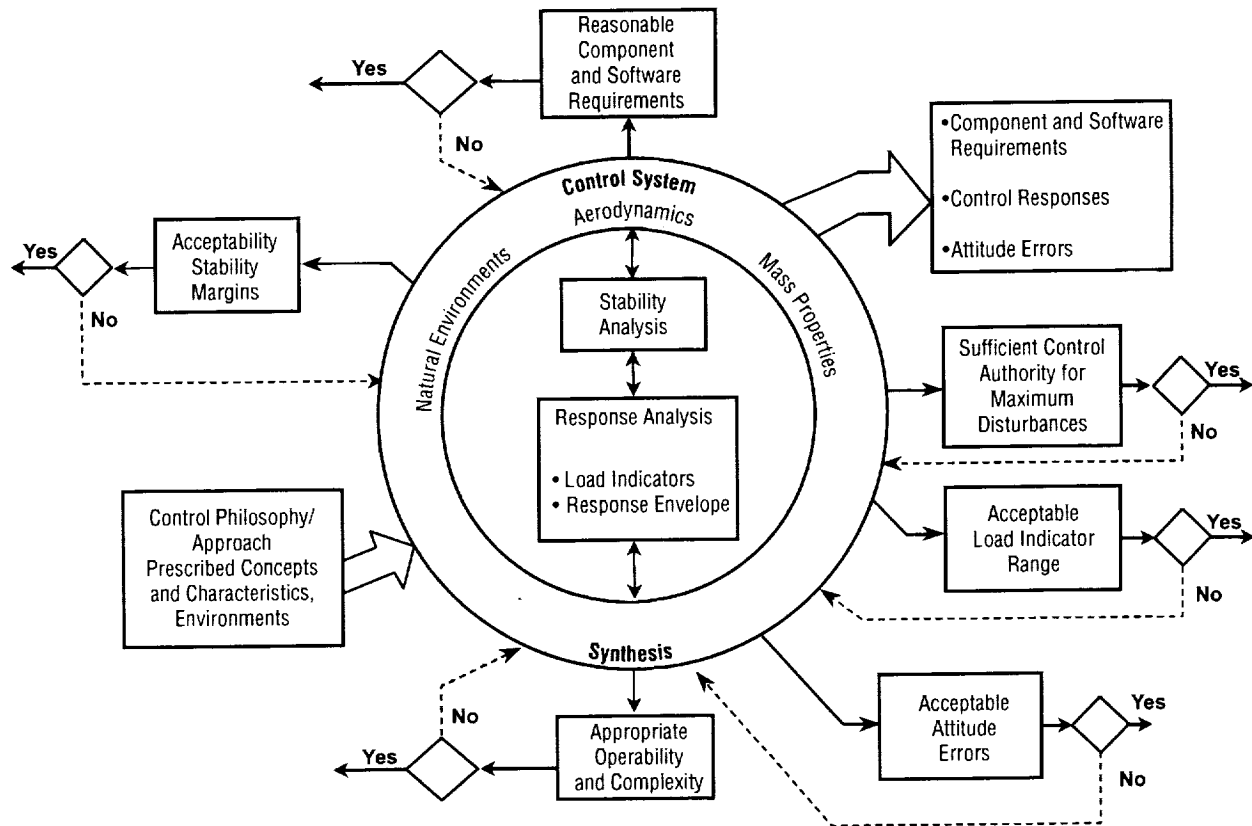 Reasonable
Component
and Software
Requirements
Yes
No
•Component and Software
Requirements
•Control Responses
•Attitude Errors
Control System
Aerodynamics
Natural Environments
Mass Properties
Acceptability
Stability
Margins
Yes
No
Stability
Analysis
Sufficient Control
Authority for
Maximum
Disturbances
Yes
No
Response Analysis
• Load Indicators
• Response Envelope
Control Philosophy/
Approach
Prescribed Concepts
and Characteristics,
Environments
Acceptable
Load Indicator
Range
Yes
No
Synthesis
Acceptable
Attitude
Errors
Yes
No
Appropriate
Operability
and Complexity
Yes
No